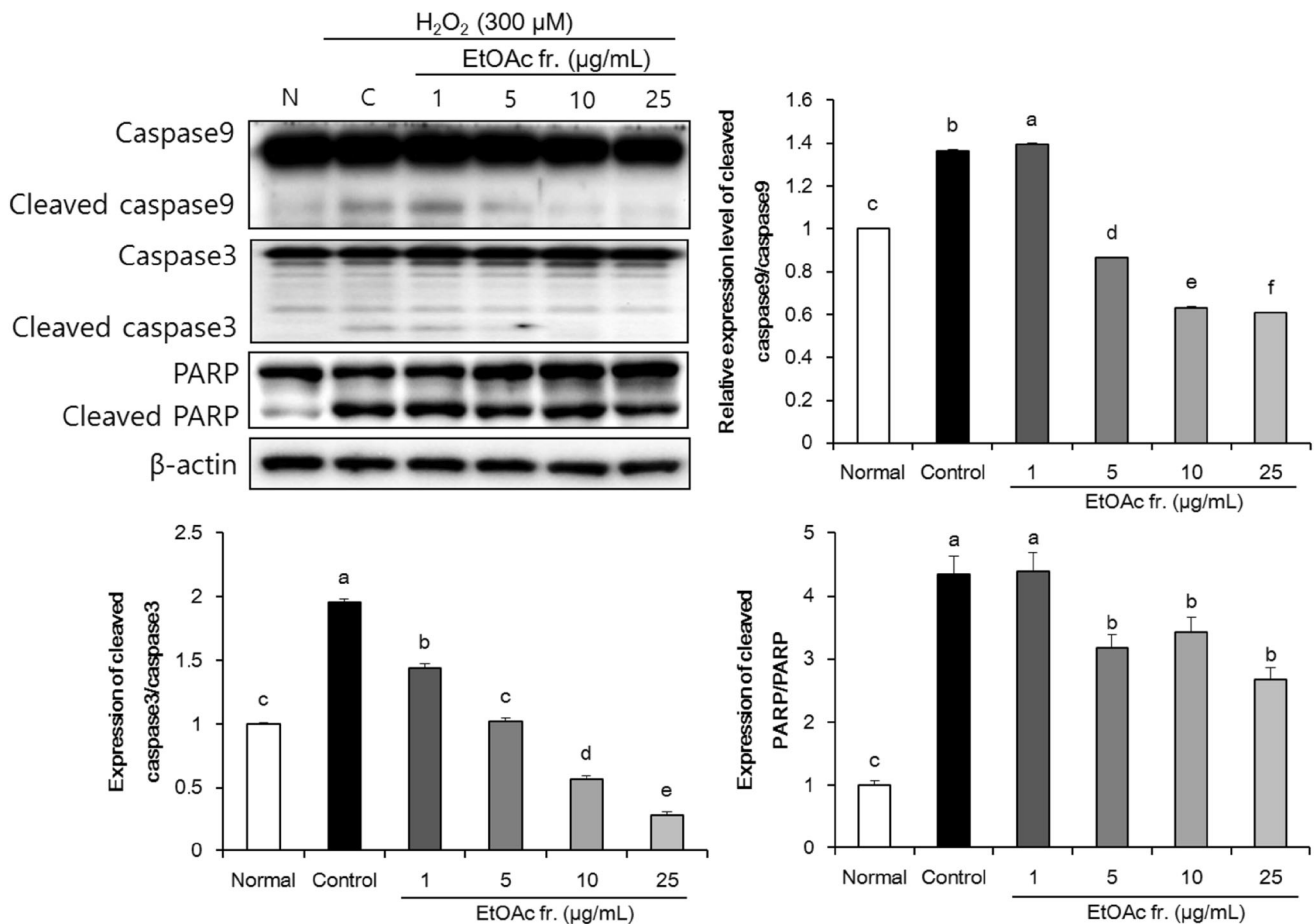 H₂O₂ (300 µM)
EtOAc fr. (µg/mL)
N C 1 5 10 25
Caspase9
Cleaved caspase9
Caspase3
Cleaved caspase3
PARP
Cleaved PARP
β-actin
Relative expression level of cleaved
caspase9/caspase9
1.6
1.4
1.2
1
0.8
0.6
0.4
0.2
0
c b a d e f
Normal Control 1 5 10 25
EtOAc fr. (µg/mL)
Expression of cleaved
caspase3/caspase3
2.5
2
1.5
1
0.5
0
c a b c d e
Normal Control 1 5 10 25
EtOAc fr. (µg/mL)
Expression of cleaved
PARP/PARP
5
4
3
2
1
0
c a a b b b
Normal Control 1 5 10 25
EtOAc fr. (µg/mL)